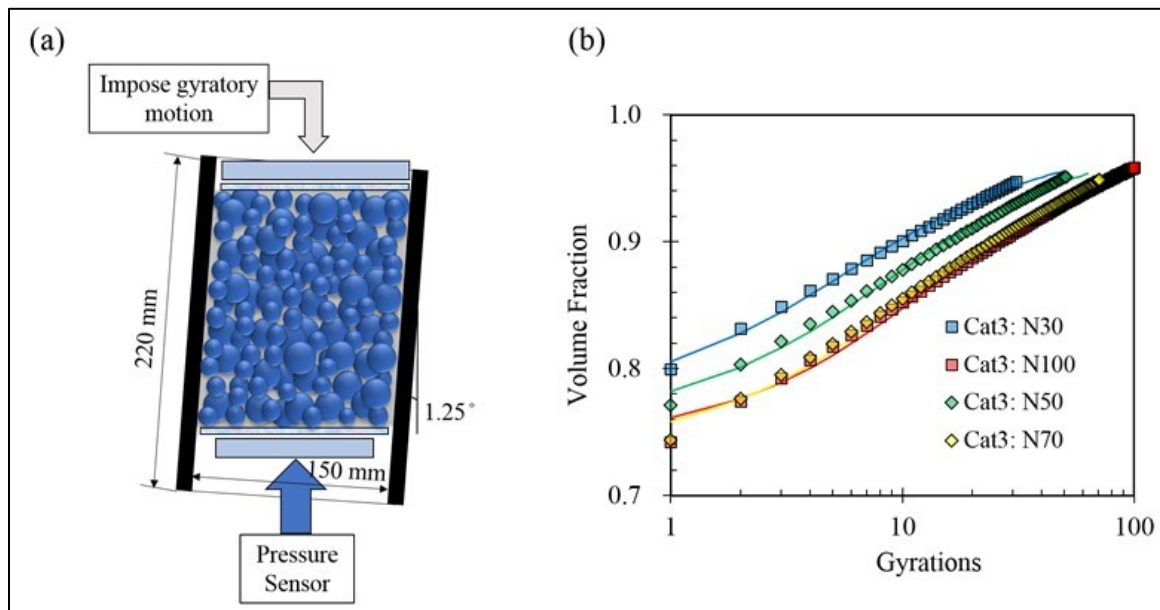 (a)
Impose gyratory
motion
220 mm
1.25°
150 mm
Pressure
Sensor
(b)
1.0
0.9
0.8
0.7
Volume Fraction
1
10
100
Gyrations
Cat3: N30
Cat3: N100
Cat3: N50
Cat3: N70